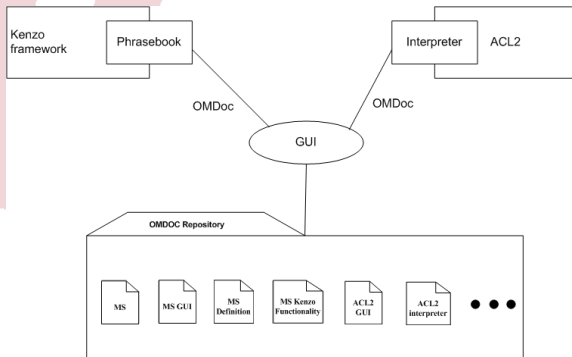 Kenzo
framework
Phrasebook
Interpreter
ACL2
OMDoc
OMDoc
GUI
OMDOC Repository
MS
MS GUI
MS
Definition
MS Kenzo
Functionality
ACL2
GUI
ACL2
interpreter